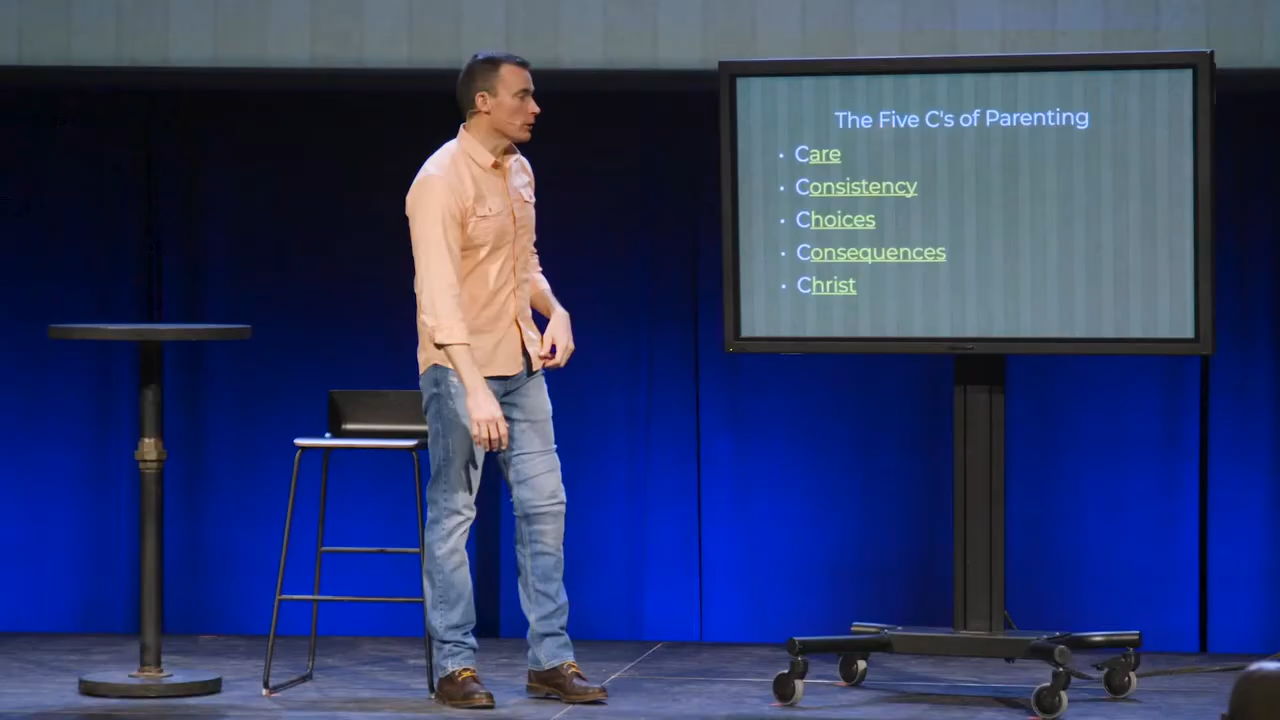 The Five C's of Parenting
• Care
• Consistency
• Choices
• Consequences
• Christ